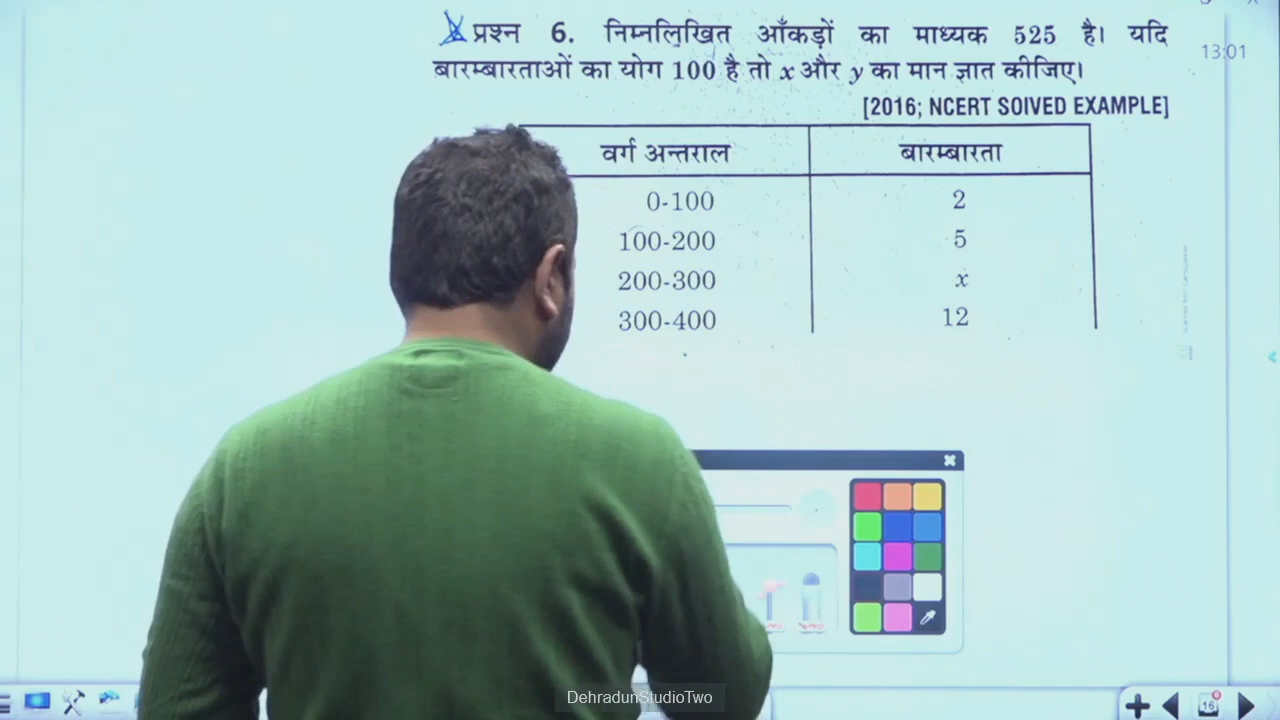 प्रश्न 6. निम्नलिखित आँकड़ों का माध्यक 525 है। यदि
13:01
बारम्बारताओं का योग 100 है तो x और y का मान ज्ञात कीजिए।
[2016; NCERT SOIVED EXAMPLE]
वर्ग अन्तराल बारम्बारता
0-100 2
100-200 5
200-300 x
300-400 12
16
DehradunStudioTwo